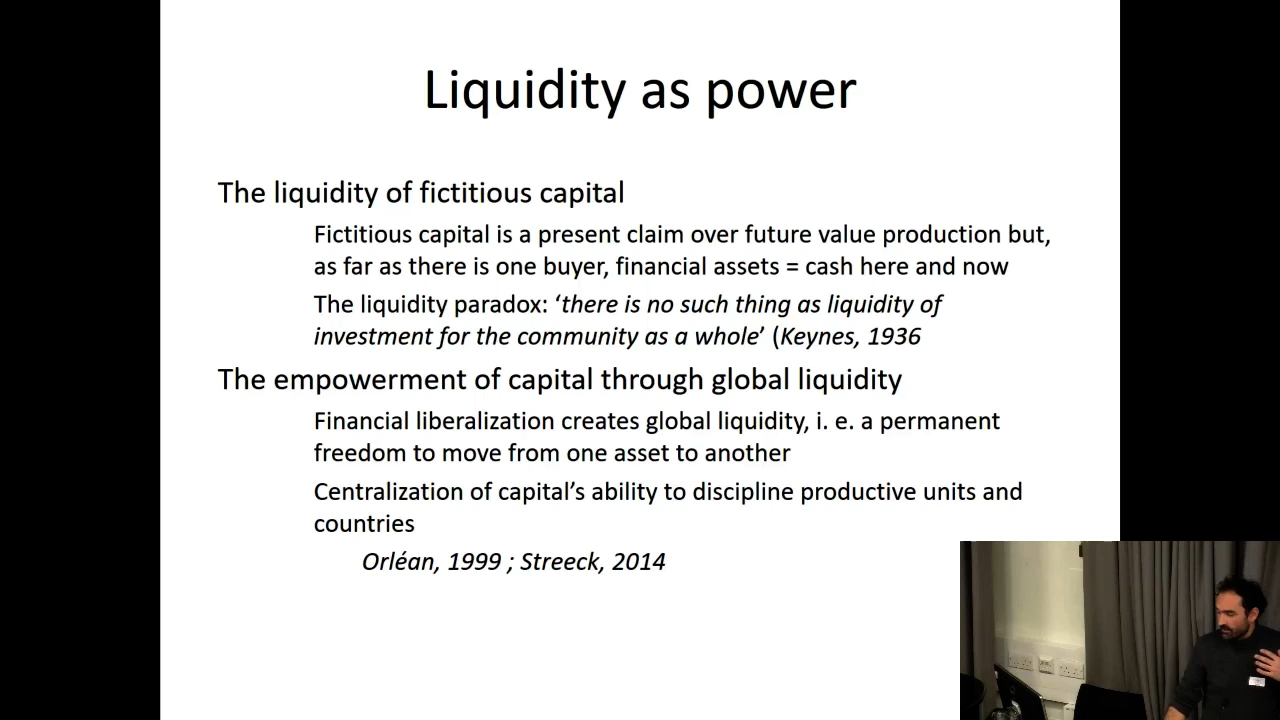 Liquidity as power
The liquidity of fictitious capital
Fictitious capital is a present claim over future value production but,
as far as there is one buyer, financial assets = cash here and now
The liquidity paradox: ‘there is no such thing as liquidity of
investment for the community as a whole’ (Keynes, 1936
The empowerment of capital through global liquidity
Financial liberalization creates global liquidity, i. e. a permanent
freedom to move from one asset to another
Centralization of capital’s ability to discipline productive units and
countries
Orléan, 1999 ; Streeck, 2014